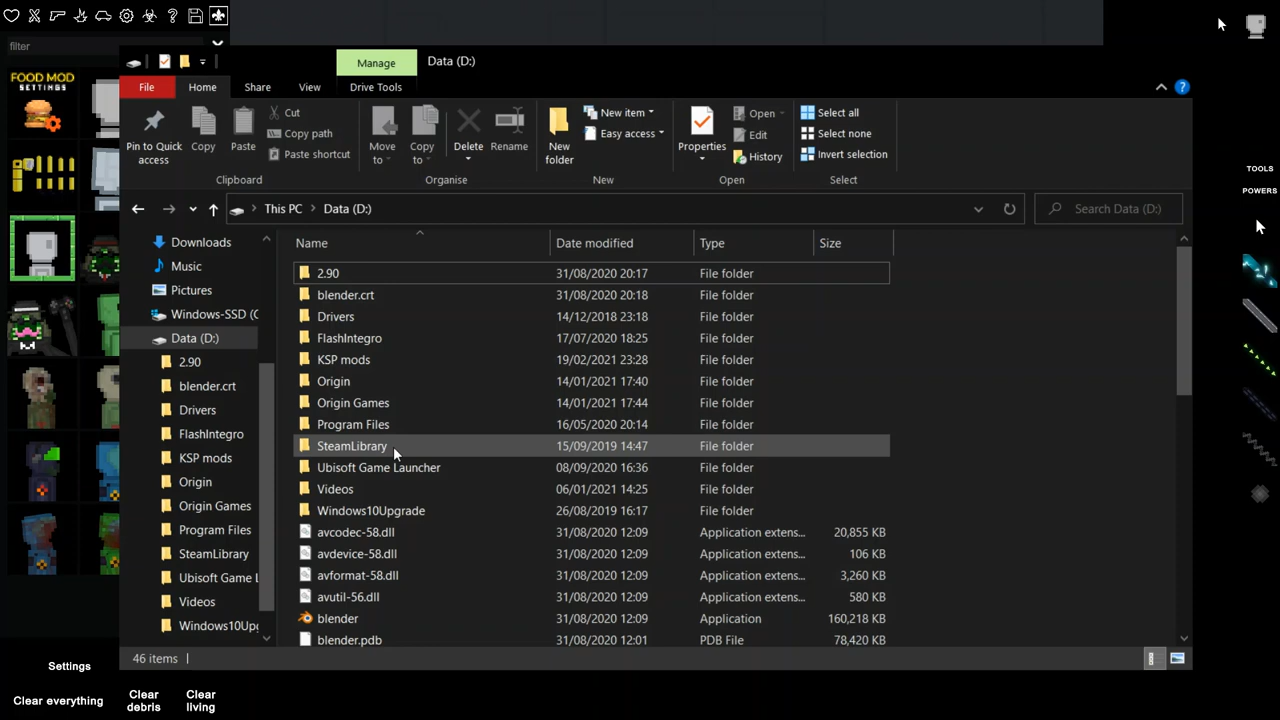 filter
FOOD MOD
SETTINGS
Manage
Data (D:)
File
Home
Share
View
Drive Tools
Pin to Quick
access
Copy
Paste
Cut
Copy path
Paste shortcut
Clipboard
Move
to
Copy
to
Delete
Rename
Organise
New
folder
New item
Easy access
New
Properties
Open
Edit
History
Open
Select all
Select none
Invert selection
Select
This PC > Data (D:)
Search Data (D:)
TOOLS
POWERS
Downloads
Music
Pictures
Windows-SSD (C
Data (D:)
2.90
blender.crt
Drivers
FlashIntegro
KSP mods
Origin
Origin Games
Program Files
SteamLibrary
Ubisoft Game L
Videos
Windows10Upg
Name Date modified Type Size
2.90 31/08/2020 20:17 File folder
blender.crt 31/08/2020 20:18 File folder
Drivers 14/12/2018 23:18 File folder
FlashIntegro 17/07/2020 18:25 File folder
KSP mods 19/02/2021 23:28 File folder
Origin 14/01/2021 17:40 File folder
Origin Games 14/01/2021 17:44 File folder
Program Files 16/05/2020 20:14 File folder
SteamLibrary 15/09/2019 14:47 File folder
Ubisoft Game Launcher 08/09/2020 16:36 File folder
Videos 06/01/2021 14:25 File folder
Windows10Upgrade 26/08/2019 16:17 File folder
avcodec-58.dll 31/08/2020 12:09 Application extens... 20,855 KB
avdevice-58.dll 31/08/2020 12:09 Application extens... 106 KB
avformat-58.dll 31/08/2020 12:09 Application extens... 3,260 KB
avutil-56.dll 31/08/2020 12:09 Application extens... 580 KB
blender 31/08/2020 12:09 Application 160,218 KB
blender.pdb 31/08/2020 12:01 PDB File 78,420 KB
46 items
Settings
Clear everything
Clear
debris
Clear
living